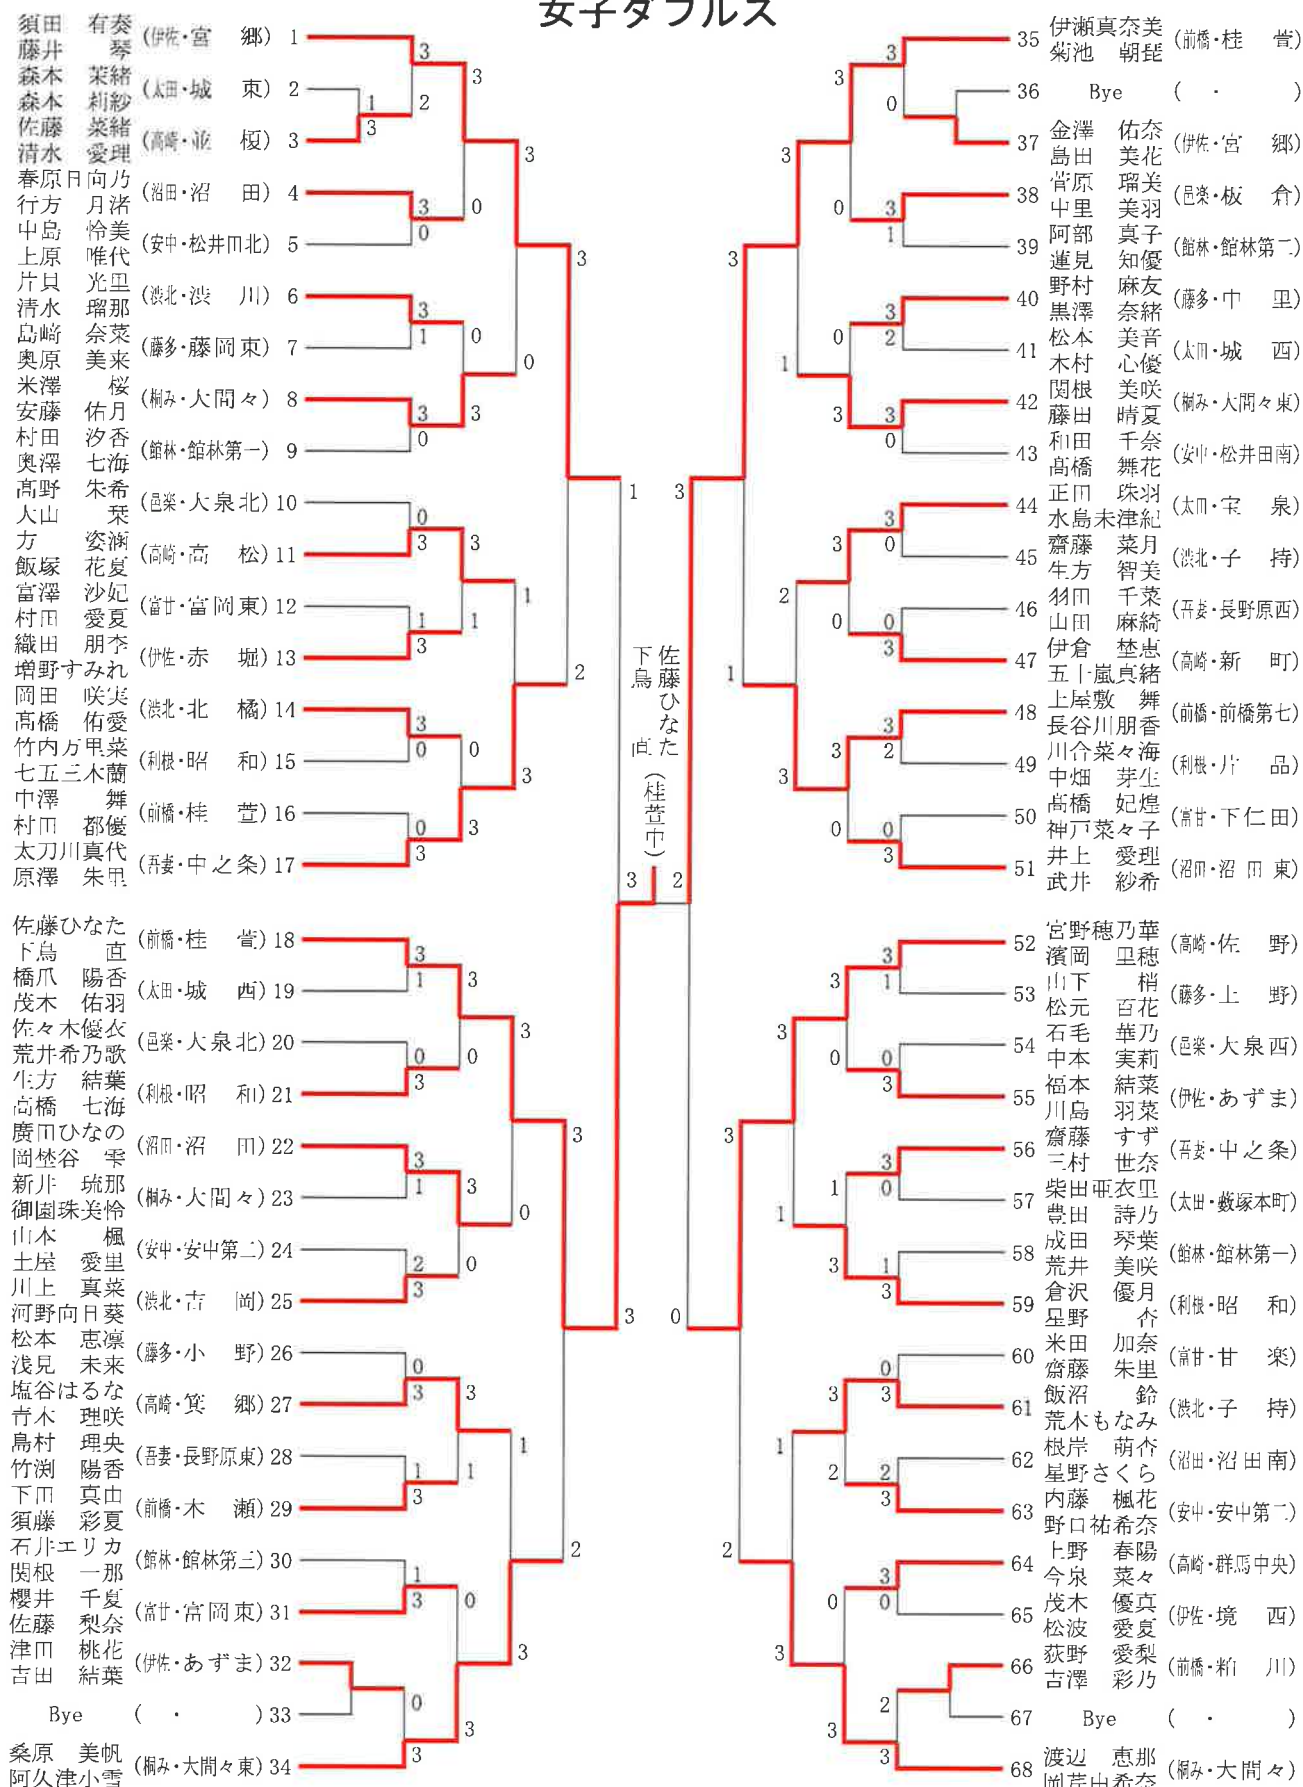 女子ダブルス
須田 有奏
藤井 琴
(伊佐・宮 郷) 1
森本 茉緒
森本 莉紗
(太田・城 東) 2
佐藤 菜緒
清水 愛理
(高崎・並 榎) 3
春原日向乃
行方 月渚
(沼田・沼 田) 4
中島 怜美
上原 唯代
(安中・松井田北) 5
片貝 光里
清水 瑠那
(渋北・渋 川) 6
島﨑 奈菜
奥原 美来
(藤多・藤岡東) 7
米澤 桜
安藤 佑月
(桐み・大間々) 8
村田 汐香
奥澤 七海
(館林・館林第一) 9
髙野 朱希
大山 栞
(邑楽・大泉北) 10
方 姿涵
飯塚 花夏
(高崎・高 松) 11
富澤 沙妃
村田 愛夏
(富甘・富岡東) 12
織田 朋李
増野すみれ
(伊佐・赤 堀) 13
岡田 咲実
髙橋 侑愛
(渋北・北 橘) 14
竹内万里菜
七五三木蘭
(利根・昭 和) 15
中澤 舞
村田 都優
(前橋・桂 萱) 16
太刀川真代
原澤 朱里
(吾妻・中之条) 17
佐藤ひなた
下鳥 直
(前橋・桂 萱) 18
橋爪 陽香
茂木 佑羽
(太田・城 西) 19
佐々木優衣
荒井希乃歌
(邑楽・大泉北) 20
生方 結葉
高橋 七海
(利根・昭 和) 21
廣田ひなの
岡埜谷 雫
(沼田・沼 田) 22
新井 琉那
御園珠美怜
(桐み・大間々) 23
山本 楓
土屋 愛里
(安中・安中第二) 24
川上 真菜
河野向日葵
(渋北・吉 岡) 25
松本 恵凛
浅見 未来
(藤多・小 野) 26
塩谷はるな
青木 理咲
(高崎・箕 郷) 27
島村 理央
竹渕 陽香
(吾妻・長野原東) 28
下田 真由
須藤 彩夏
(前橋・木 瀬) 29
石井エリカ
関根 一那
(館林・館林第三) 30
櫻井 千夏
佐藤 梨奈
(富甘・富岡東) 31
津田 桃花
吉田 結葉
(伊佐・あずま) 32
Bye ( ・ ) 33
桑原 美帆
阿久津小雪
(桐み・大間々東) 34
佐藤ひなた
下鳥 直
(桂萱中)
3 2
35 伊瀬真奈美
菊池 朝琵
(前橋・桂 萱)
36 Bye ( ・ )
37 金澤 佑奈
島田 美花
(伊佐・宮 郷)
38 菅原 瑠美
中里 美羽
(邑楽・板 倉)
39 阿部 真子
蓮見 知優
(館林・館林第二)
40 野村 麻友
黒澤 奈緒
(藤多・中 里)
41 松本 美音
木村 心優
(太田・城 西)
42 関根 美咲
藤田 晴夏
(桐み・大間々東)
43 和田 千奈
髙橋 舞花
(安中・松井田南)
44 正田 珠羽
水島未津紀
(太田・宝 泉)
45 齋藤 菜月
生方 智美
(渋北・子 持)
46 羽田 千菜
山田 麻綺
(吾妻・長野原西)
47 伊倉 埜恵
五十嵐真緒
(高崎・新 町)
48 上屋敷 舞
長谷川朋香
(前橋・前橋第七)
49 川合菜々海
中畑 芽生
(利根・片 品)
50 髙橋 妃煌
神戸菜々子
(富甘・下仁田)
51 井上 愛理
武井 紗希
(沼田・沼田東)
52 宮野穂乃華
濱岡 里穂
(高崎・佐 野)
53 山下 梢
松元 百花
(藤多・上 野)
54 石毛 華乃
中本 実莉
(邑楽・大泉西)
55 福本 結菜
川島 羽菜
(伊佐・あずま)
56 齋藤 すず
三村 世奈
(吾妻・中之条)
57 柴田亜衣里
豊田 詩乃
(太田・藪塚本町)
58 成田 琴葉
荒井 美咲
(館林・館林第一)
59 倉沢 優月
星野 杏
(利根・昭 和)
60 米田 加奈
齋藤 朱里
(富甘・甘 楽)
61 飯沼 鈴
荒木もなみ
(渋北・子 持)
62 根岸 萌杏
星野さくら
(沼田・沼田南)
63 内藤 楓花
野口祐希奈
(安中・安中第二)
64 上野 春陽
今泉 菜々
(高崎・群馬中央)
65 茂木 優真
松波 愛夏
(伊佐・境 西)
66 荻野 愛梨
吉澤 彩乃
(前橋・粕 川)
67 Bye ( ・ )
68 渡辺 恵那
(桐み・大間々)